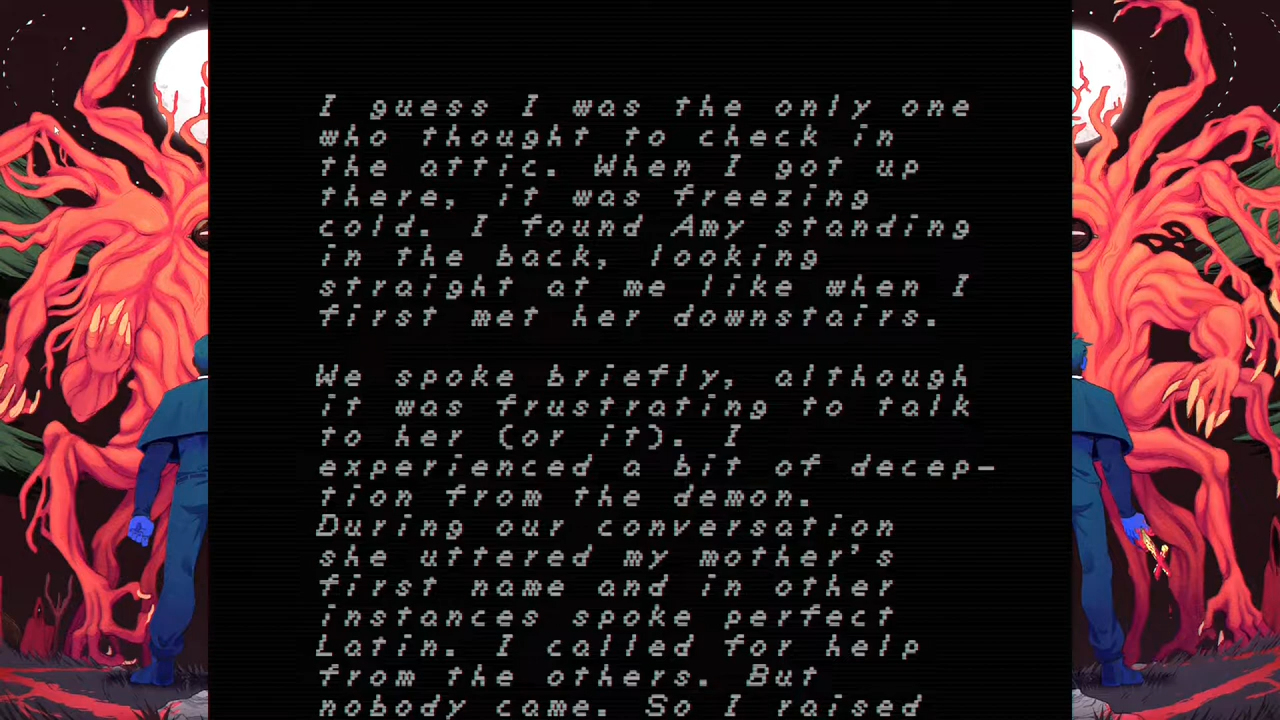 I guess I was the only one
who thought to check in
the attic. When I got up
there, it was freezing
cold. I found Amy standing
in the back, looking
straight at me like when I
first met her downstairs.
We spoke briefly, although
it was frustrating to talk
to her (or it). I
experienced a bit of decep-
tion from the demon.
During our conversation
she uttered my mother's
first name and in other
instances spoke perfect
Latin. I called for help
from the others. But
nobody came. So I raised